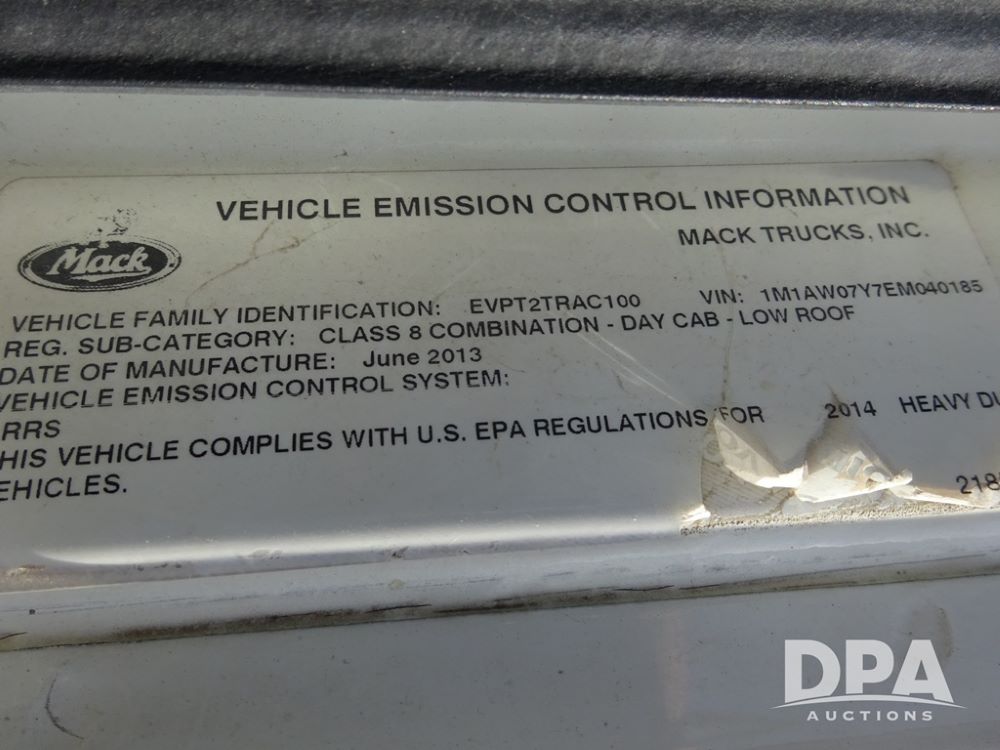 VEHICLE EMISSION CONTROL INFORMATION
Mack
MACK TRUCKS, INC.
VEHICLE FAMILY IDENTIFICATION: EVPT2TRAC100 VIN: 1M1AW07Y7EM040185
REG. SUB-CATEGORY: CLASS 8 COMBINATION - DAY CAB - LOW ROOF
DATE OF MANUFACTURE: June 2013
VEHICLE EMISSION CONTROL SYSTEM:
RRS
HIS VEHICLE COMPLIES WITH U.S. EPA REGULATIONS FOR 2014 HEAVY DU
EHICLES.
218
DPA
AUCTIONS